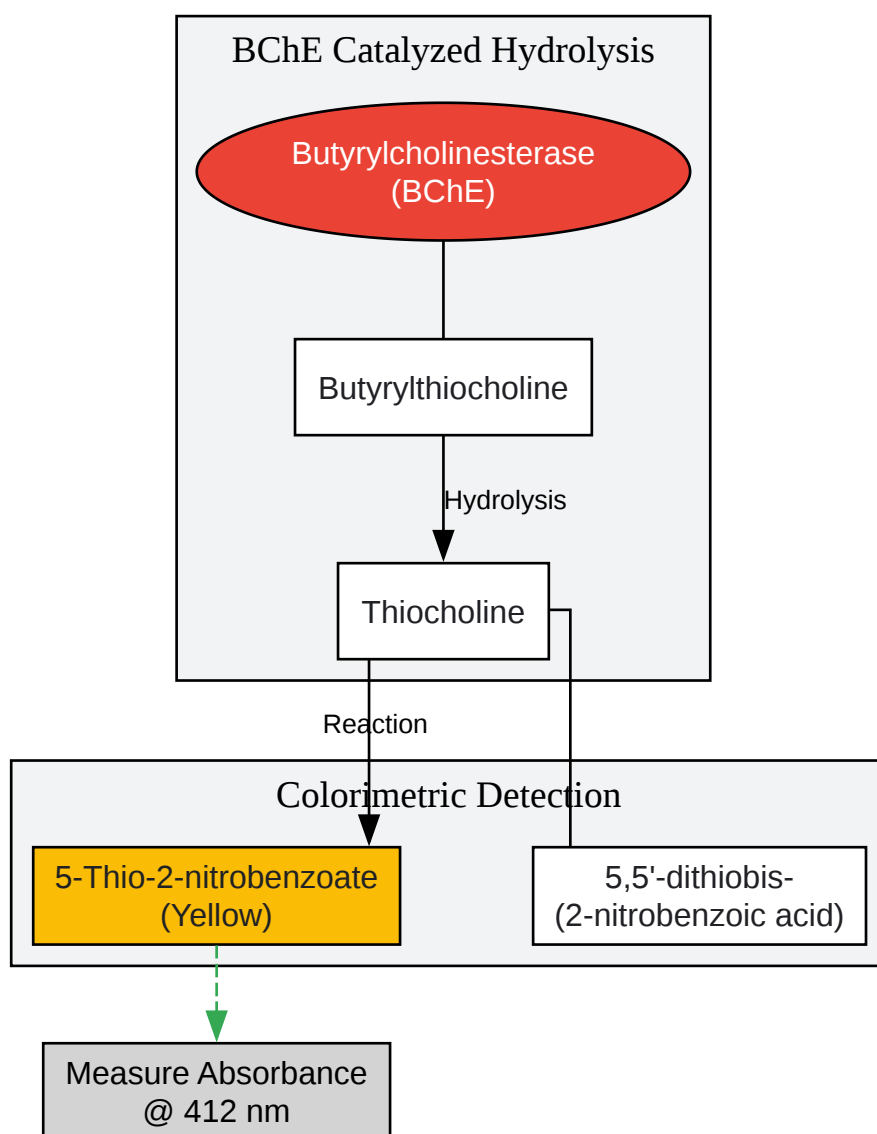 BChE Catalyzed Hydrolysis
Butyrylcholinesterase
(BChE)
Butyrylthiocholine
Hydrolysis
Thiocholine
Reaction
Colorimetric Detection
5-Thio-2-nitrobenzoate
(Yellow)
5,5'-dithiobis-
(2-nitrobenzoic acid)
Measure Absorbance
@ 412 nm